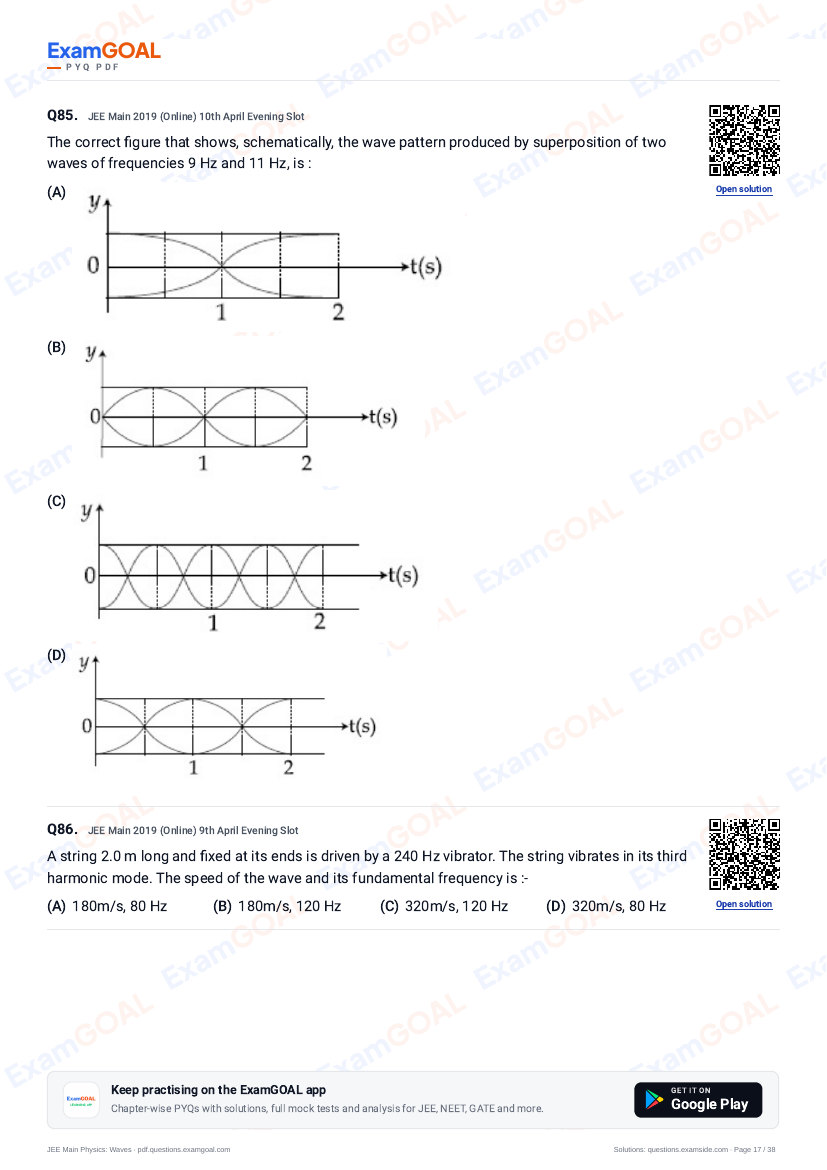 ExamGOAL
PYQ PDF
Q85. JEE Main 2019 (Online) 10th April Evening Slot
The correct figure that shows, schematically, the wave pattern produced by superposition of two
waves of frequencies 9 Hz and 11 Hz, is :
Open solution
(A)
y
0
t(s)
1 2
(B)
y
0
t(s)
1 2
(C)
y
0
t(s)
1 2
(D)
y
0
t(s)
1 2
Q86. JEE Main 2019 (Online) 9th April Evening Slot
A string 2.0 m long and fixed at its ends is driven by a 240 Hz vibrator. The string vibrates in its third
harmonic mode. The speed of the wave and its fundamental frequency is :-
(A) 180m/s, 80 Hz (B) 180m/s, 120 Hz (C) 320m/s, 120 Hz (D) 320m/s, 80 Hz
Open solution
ExamGOAL
Keep practising on the ExamGOAL app
Chapter-wise PYQs with solutions, full mock tests and analysis for JEE, NEET, GATE and more.
GET IT ON
Google Play
JEE Main Physics: Waves · pdf.questions.examgoal.com
Solutions: questions.examside.com · Page 17 / 38